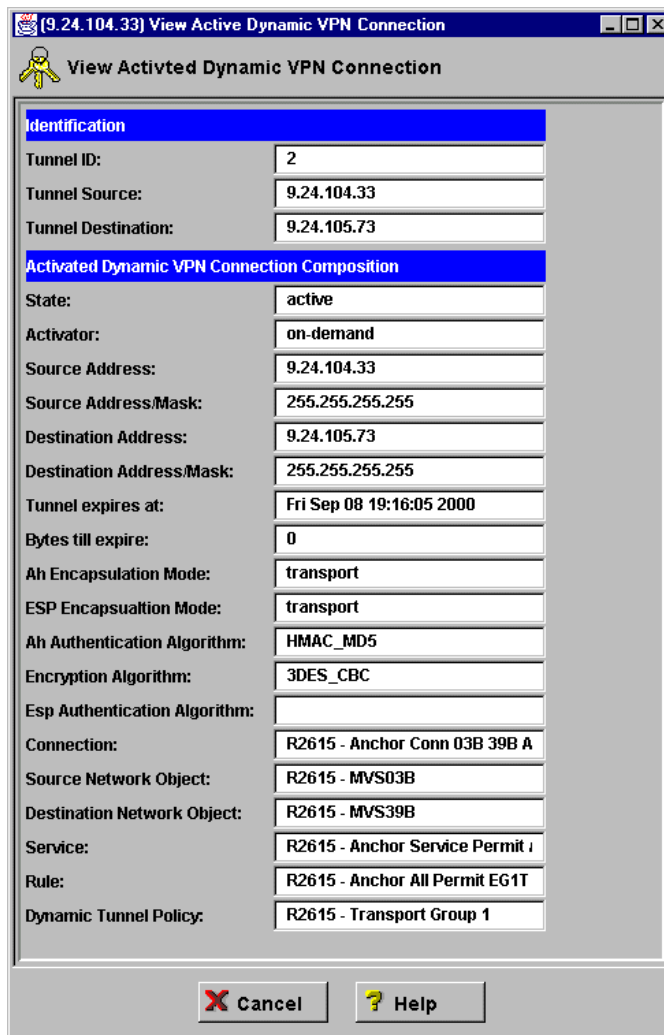 (9.24.104.33) View Active Dynamic VPN Connection
View Activted Dynamic VPN Connection
Identification
Tunnel ID: 2
Tunnel Source: 9.24.104.33
Tunnel Destination: 9.24.105.73
Activated Dynamic VPN Connection Composition
State: active
Activator: on-demand
Source Address: 9.24.104.33
Source Address/Mask: 255.255.255.255
Destination Address: 9.24.105.73
Destination Address/Mask: 255.255.255.255
Tunnel expires at: Fri Sep 08 19:16:05 2000
Bytes till expire: 0
Ah Encapsulation Mode: transport
ESP Encapsualtion Mode: transport
Ah Authentication Algorithm: HMAC_MD5
Encryption Algorithm: 3DES_CBC
Esp Authentication Algorithm:
Connection: R2615 - Anchor Conn 03B 39B A
Source Network Object: R2615 - MVS03B
Destination Network Object: R2615 - MVS39B
Service: R2615 - Anchor Service Permit
Rule: R2615 - Anchor All Permit EG1T
Dynamic Tunnel Policy: R2615 - Transport Group 1
Cancel
Help